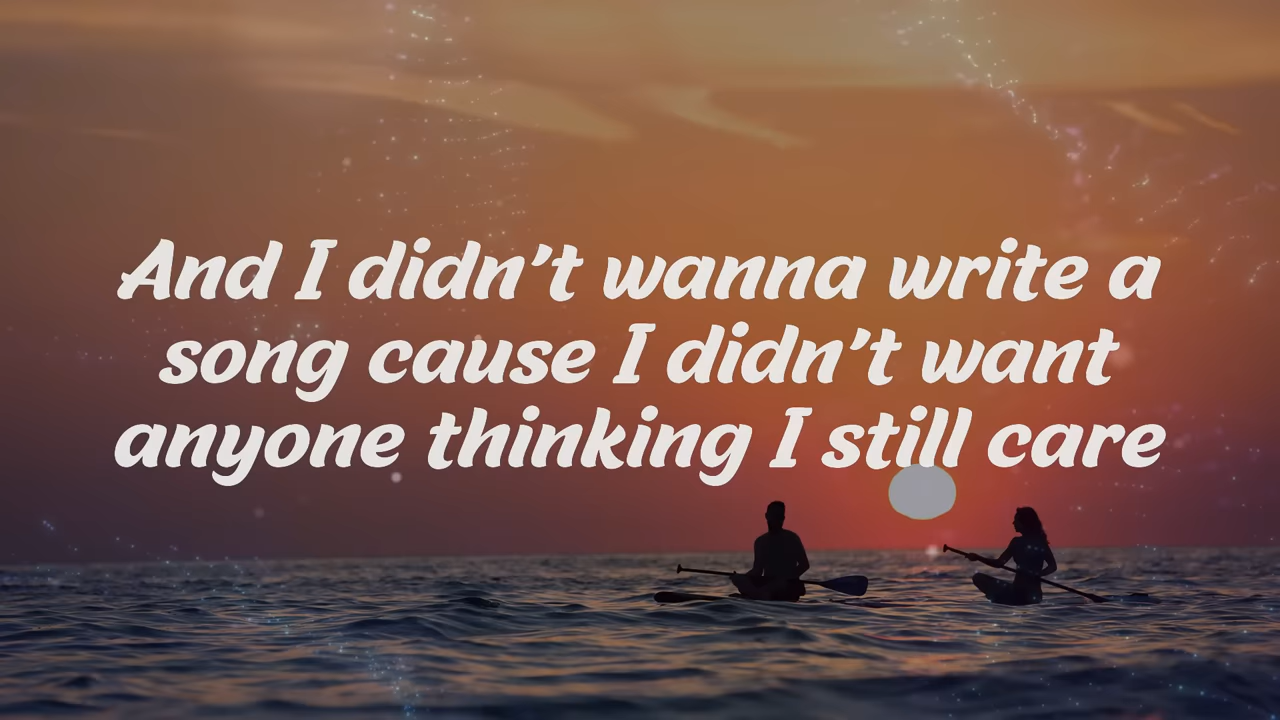 And I didn't wanna write a
song cause I didn't want
anyone thinking I still care